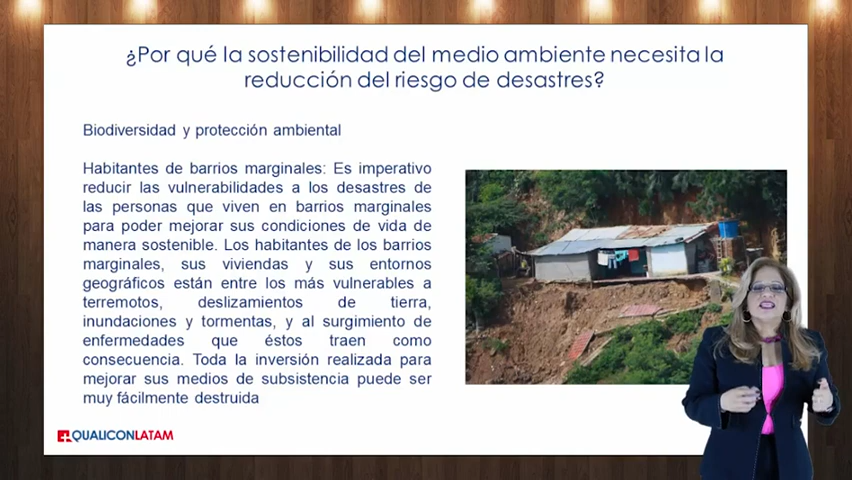 ¿Por qué la sostenibilidad del medio ambiente necesita la
reducción del riesgo de desastres?
Biodiversidad y protección ambiental
Habitantes de barrios marginales: Es imperativo
reducir las vulnerabilidades a los desastres de
las personas que viven en barrios marginales
para poder mejorar sus condiciones de vida de
manera sostenible. Los habitantes de los barrios
marginales, sus viviendas y sus entornos
geográficos están entre los más vulnerables a
terremotos, deslizamientos de tierra,
inundaciones y tormentas, y al surgimiento de
enfermedades que éstos traen como
consecuencia. Toda la inversión realizada para
mejorar sus medios de subsistencia puede ser
muy fácilmente destruida
QUALICONLATAM